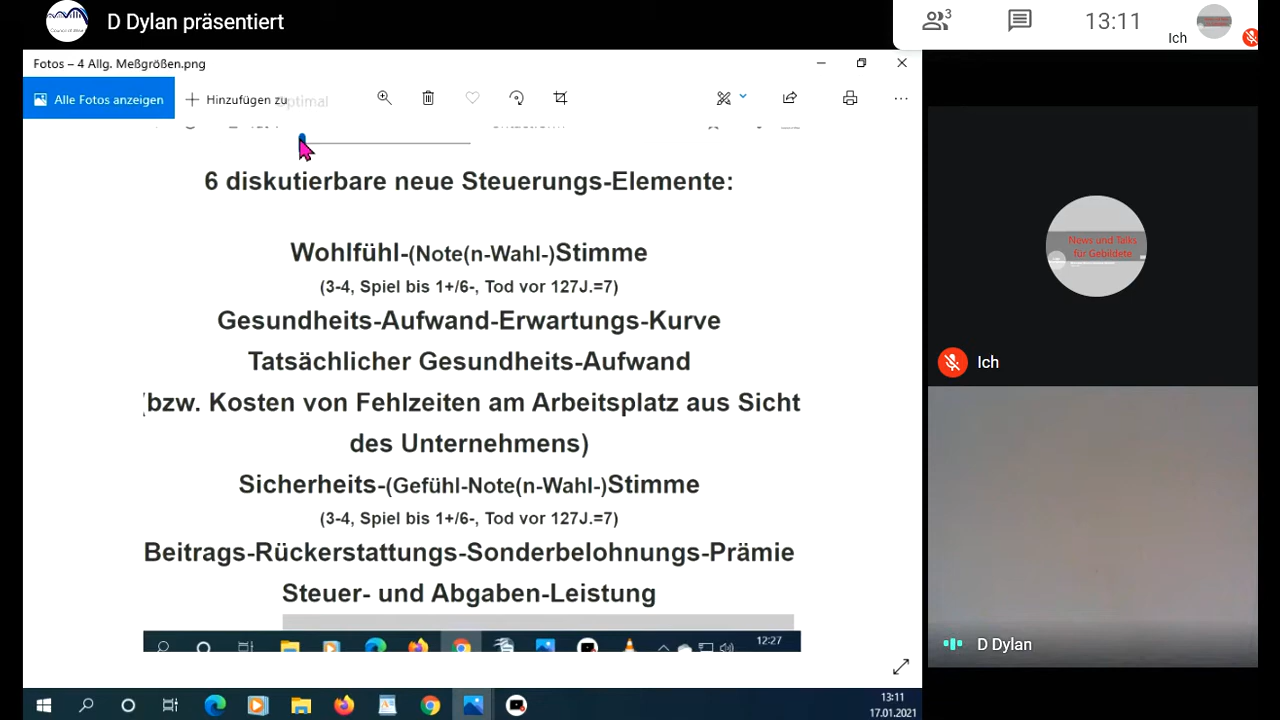 D Dylan präsentiert
3
13:11
Ich
Fotos – 4 Allg. Meßgrößen.png
Alle Fotos anzeigen
Hinzufügen zu
Optimal
6 diskutierbare neue Steuerungs-Elemente:
Wohlfühl-(Note(n-Wahl-)Stimme
(3-4, Spiel bis 1+/6-, Tod vor 127J.=7)
Gesundheits-Aufwand-Erwartungs-Kurve
Tatsächlicher Gesundheits-Aufwand
(bzw. Kosten von Fehlzeiten am Arbeitsplatz aus Sicht
des Unternehmens)
Sicherheits-(Gefühl-Note(n-Wahl-)Stimme
(3-4, Spiel bis 1+/6-, Tod vor 127J.=7)
Beitrags-Rückerstattungs-Sonderbelohnungs-Prämie
Steuer- und Abgaben-Leistung
12:27
News und Talks
für Gebildete
Ich
D Dylan
13:11
17.01.2021